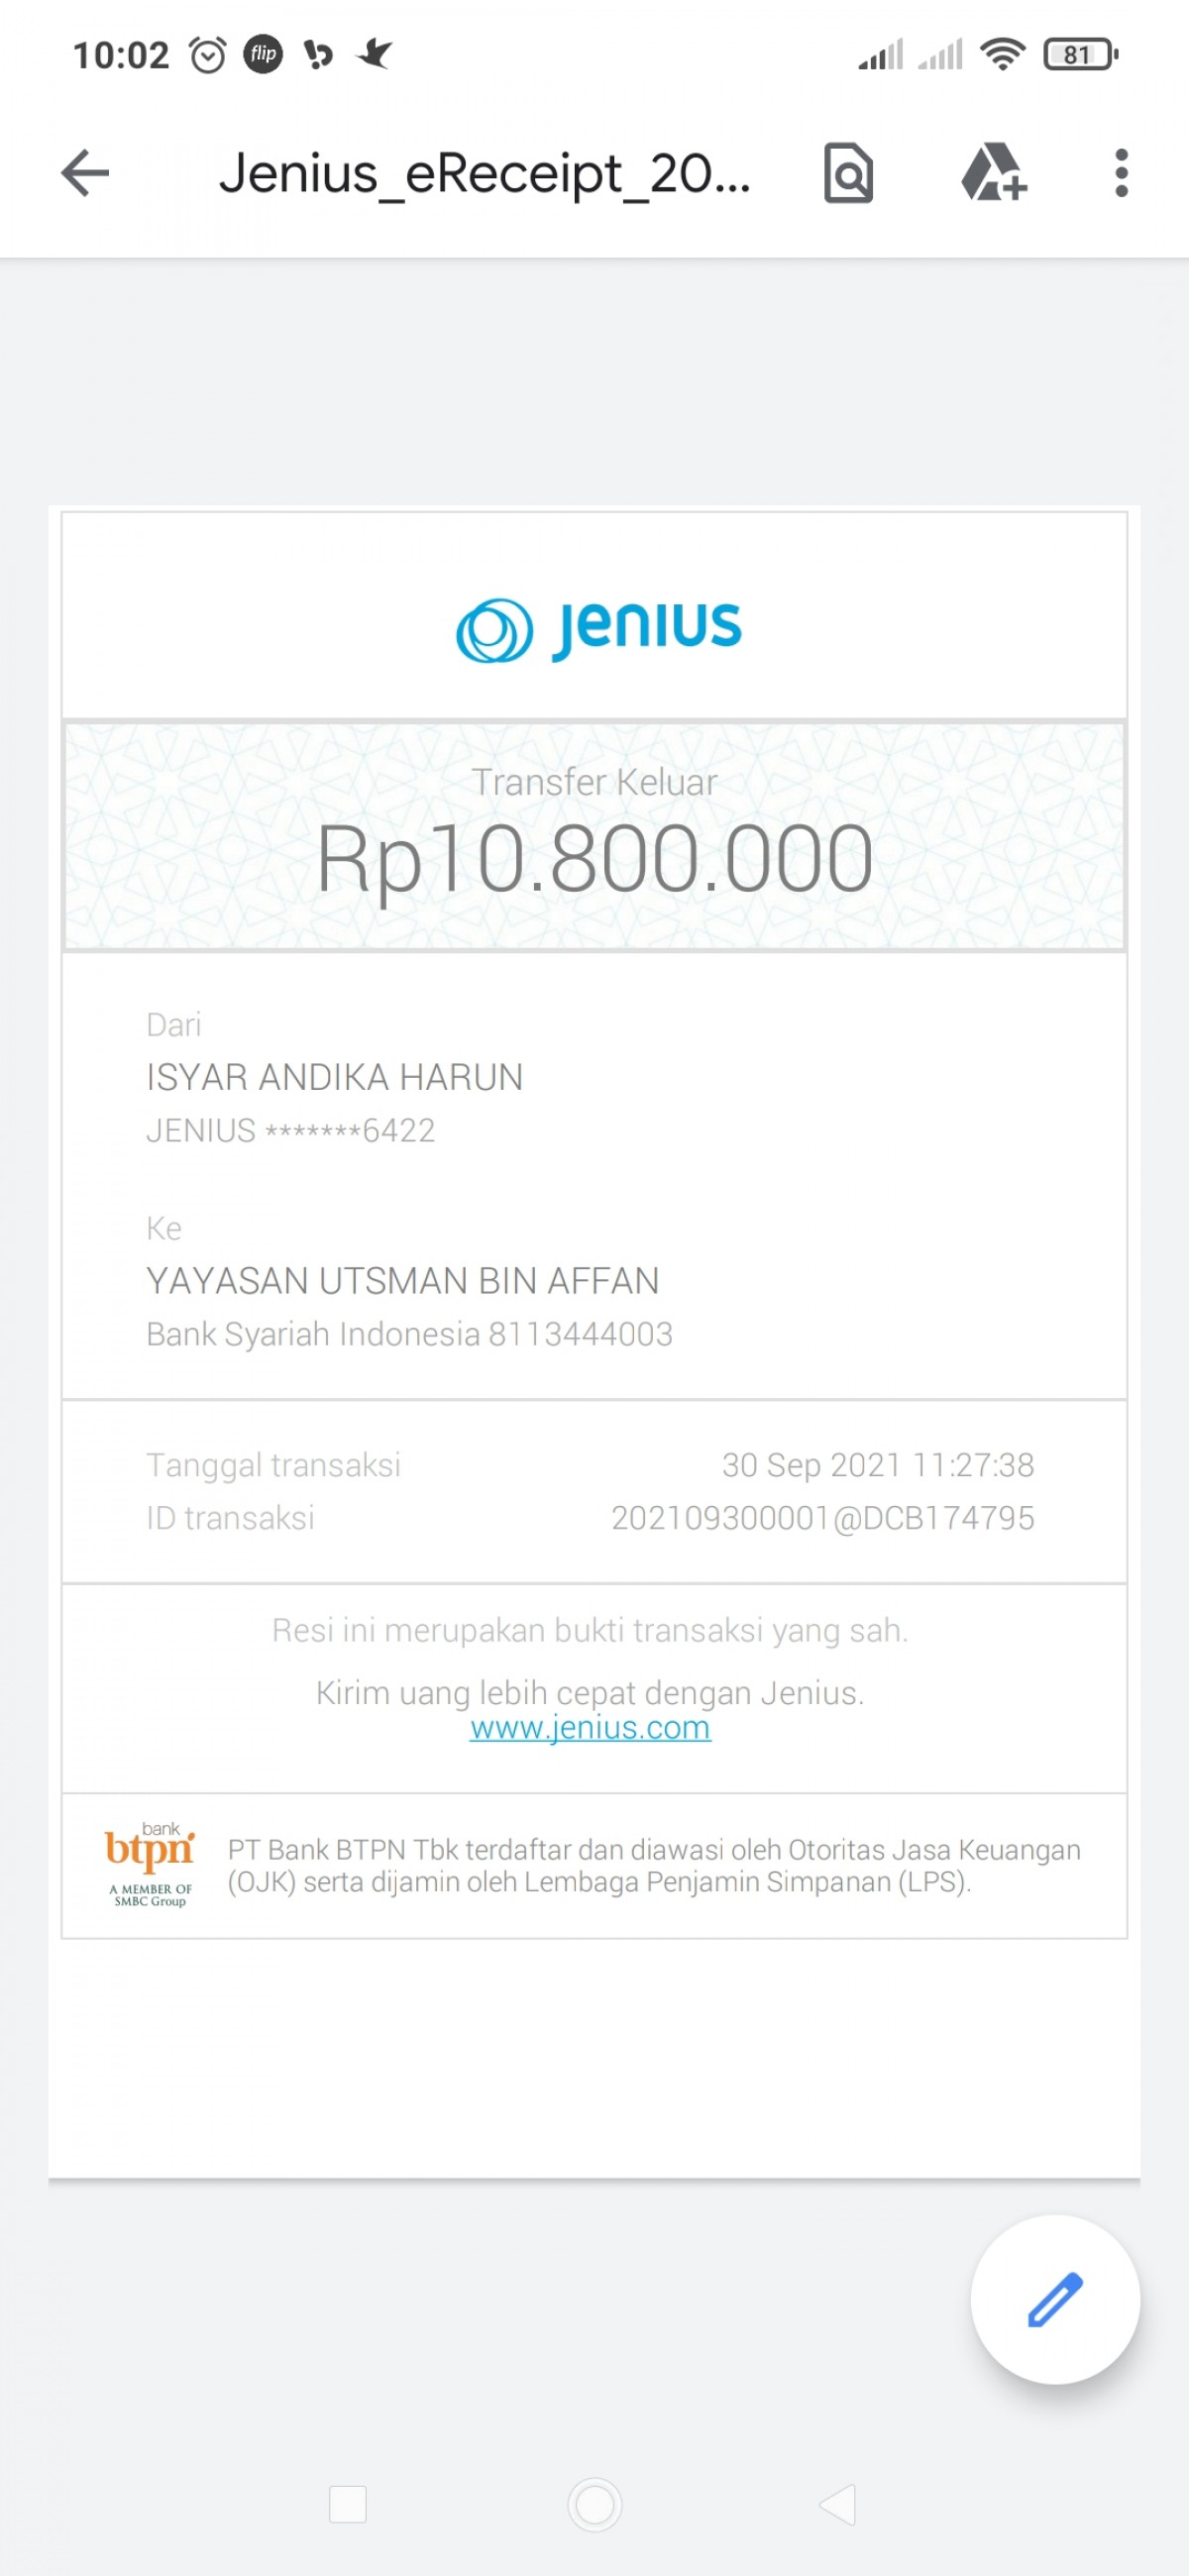 10:02 flip 81
Jenius_eReceipt_20...
jenius
Transfer Keluar
Rp10.800.000
Dari
ISYAR ANDIKA HARUN
JENIUS *******6422
Ke
YAYASAN UTSMAN BIN AFFAN
Bank Syariah Indonesia 8113444003
Tanggal transaksi 30 Sep 2021 11:27:38
ID transaksi 202109300001@DCB174795
Resi ini merupakan bukti transaksi yang sah.
Kirim uang lebih cepat dengan Jenius.
www.jenius.com
bank
btpn
A MEMBER OF
SMBC Group
PT Bank BTPN Tbk terdaftar dan diawasi oleh Otoritas Jasa Keuangan
(OJK) serta dijamin oleh Lembaga Penjamin Simpanan (LPS).